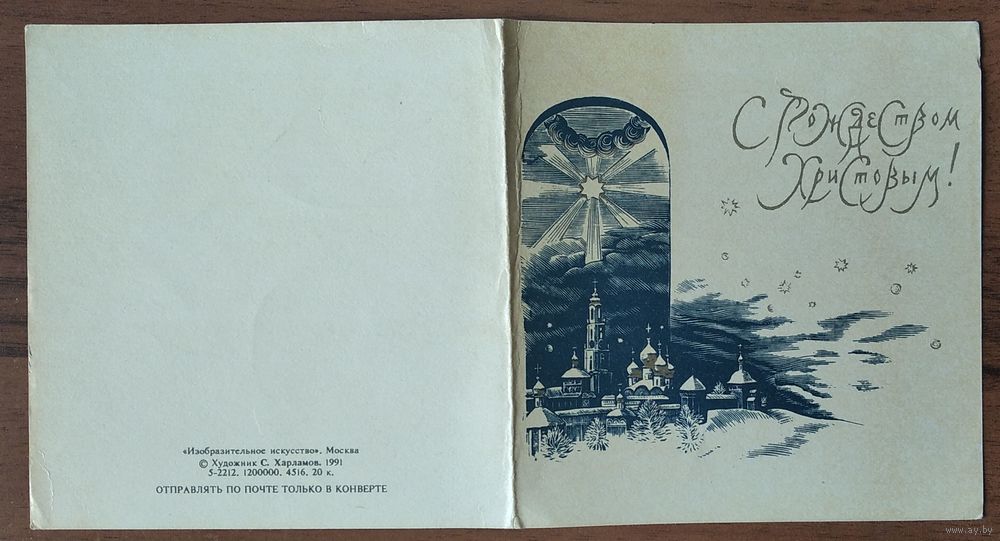 С Рождеством
Христовым!
«Изобразительное искусство». Москва
© Художник С. Харламов, 1991
5-2212. 1200000. 4516. 20 к.
ОТПРАВЛЯТЬ ПО ПОЧТЕ ТОЛЬКО В КОНВЕРТЕ
www.ay.by